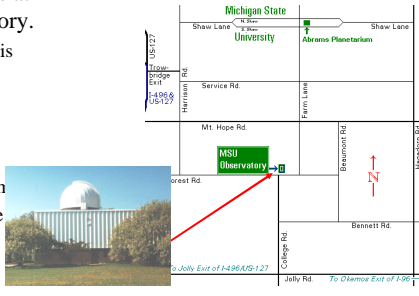 ory.
is
Michigan State
University
N. Shaw
S. Shaw
Shaw Lane
Shaw Lane
Abrams Planetarium
US-127
Trow-
bridge
Exit
I-496&
US-127
Harrison Rd.
Farm Lane
Service Rd.
Mt. Hope Rd.
MSU
Observatory
Beaumont Rd.
N
orest Rd.
Bennett Rd.
College Rd.
To Jolly Exit of I-496/US-127
Jolly Rd.
To Okemos Exit of I-96